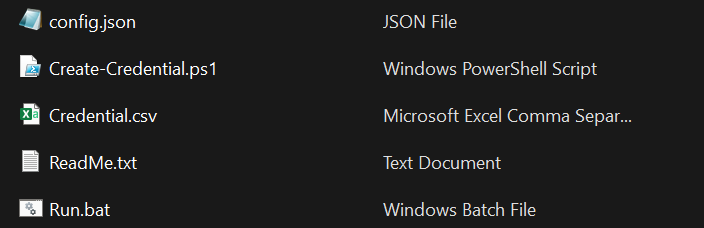 config.json JSON File
Create-Credential.ps1 Windows PowerShell Script
Credential.csv Microsoft Excel Comma Separ...
ReadMe.txt Text Document
Run.bat Windows Batch File